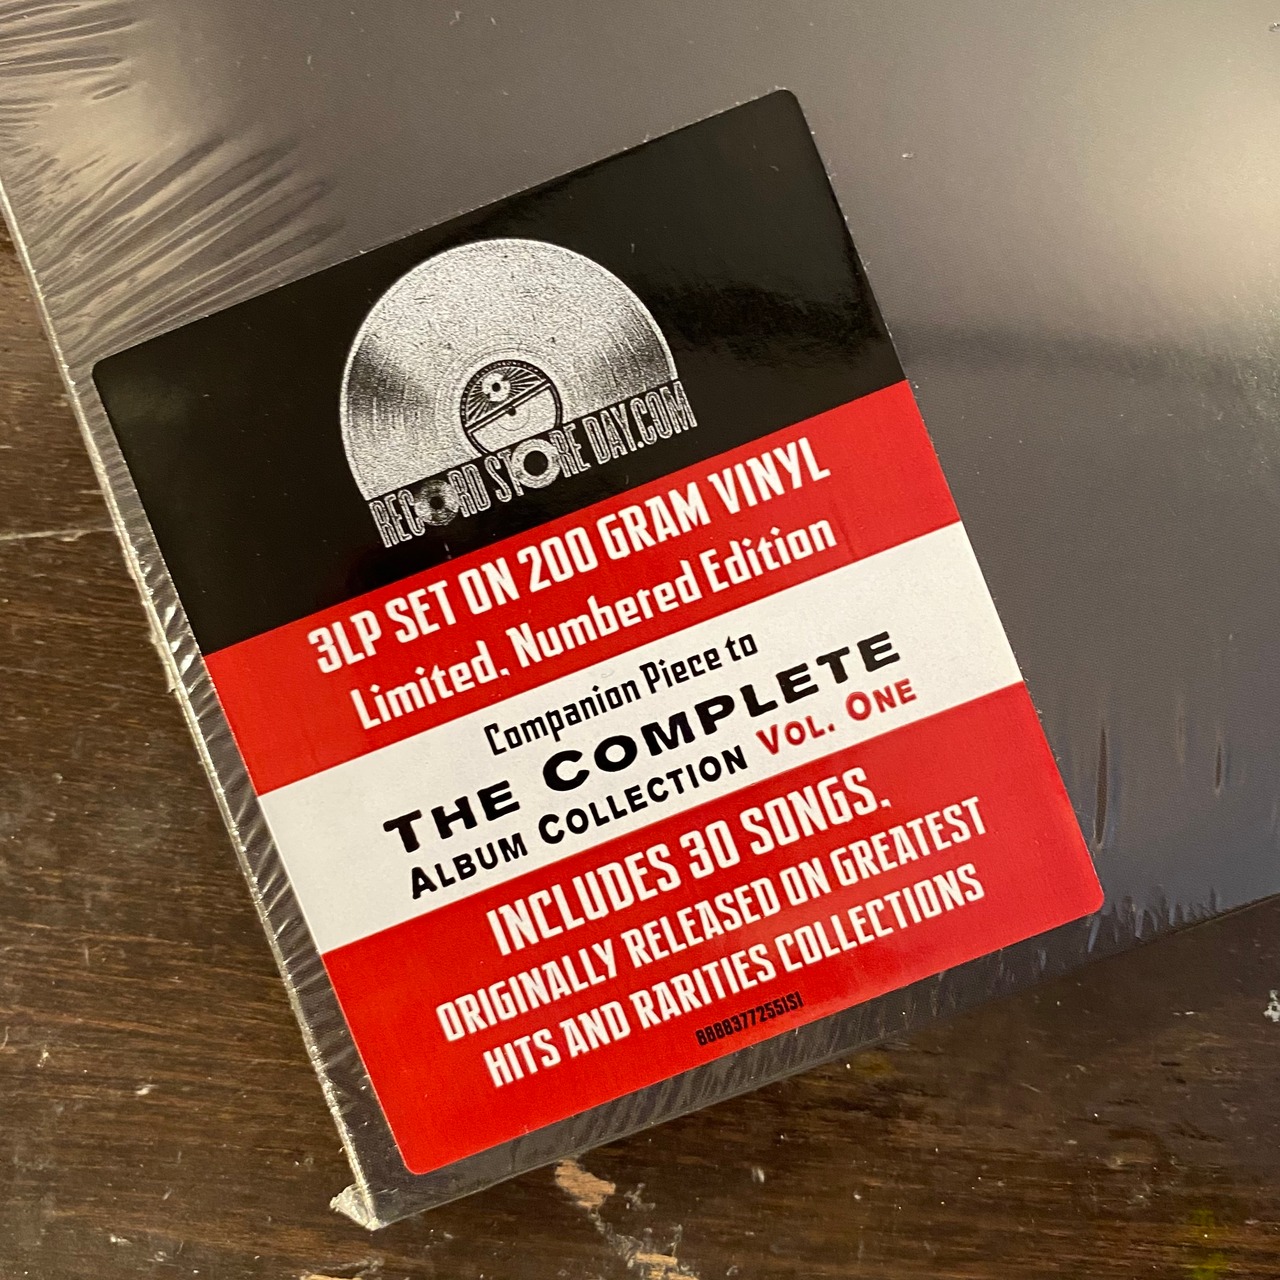 RECORD STORE DAY.COM
3LP SET ON 200 GRAM VINYL
Limited, Numbered Edition
Companion Piece to
THE COMPLETE
ALBUM COLLECTION VOL. ONE
INCLUDES 30 SONGS,
ORIGINALLY RELEASED ON GREATEST
HITS AND RARITIES COLLECTIONS
88883772551S1